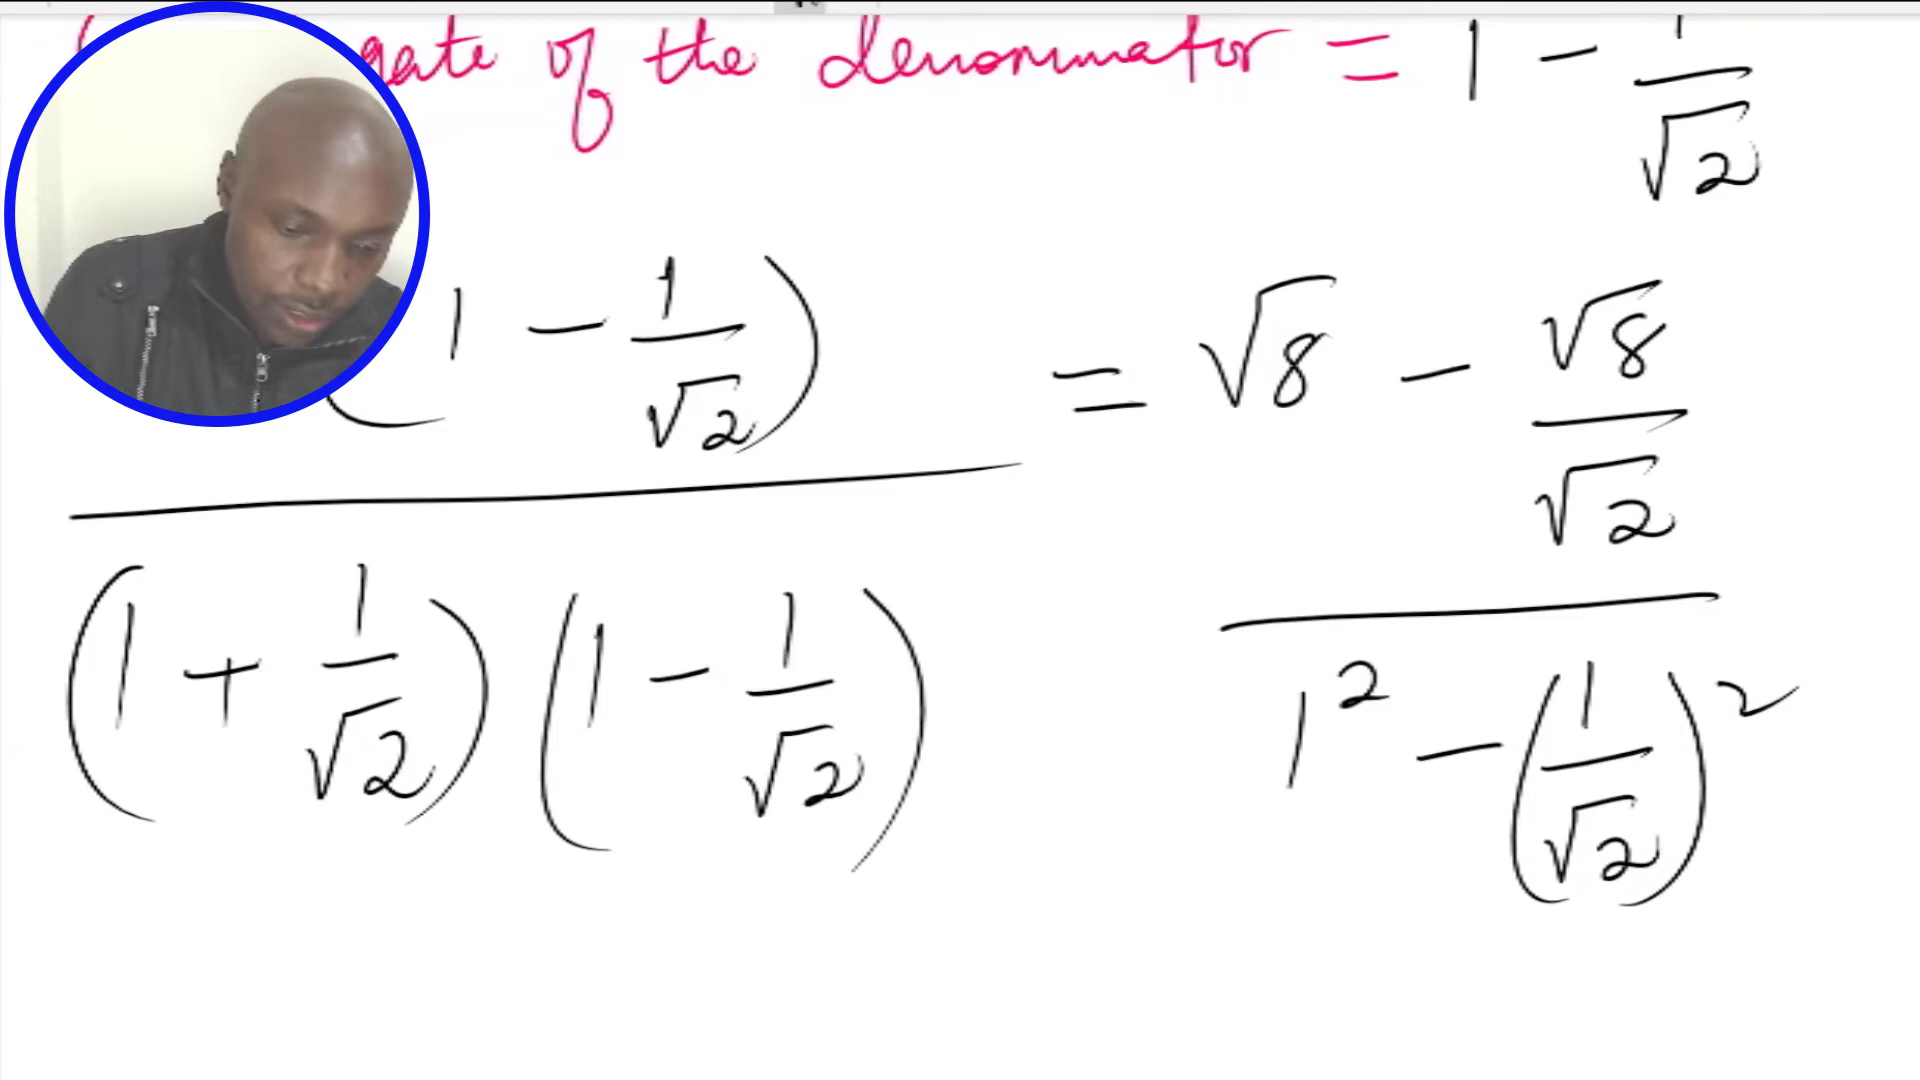 of the denominator = 1 - 1/√2
(1 - 1/√2) = √8 - √8/√2
(1 + 1/√2)(1 - 1/√2) 1² - (1/√2)²